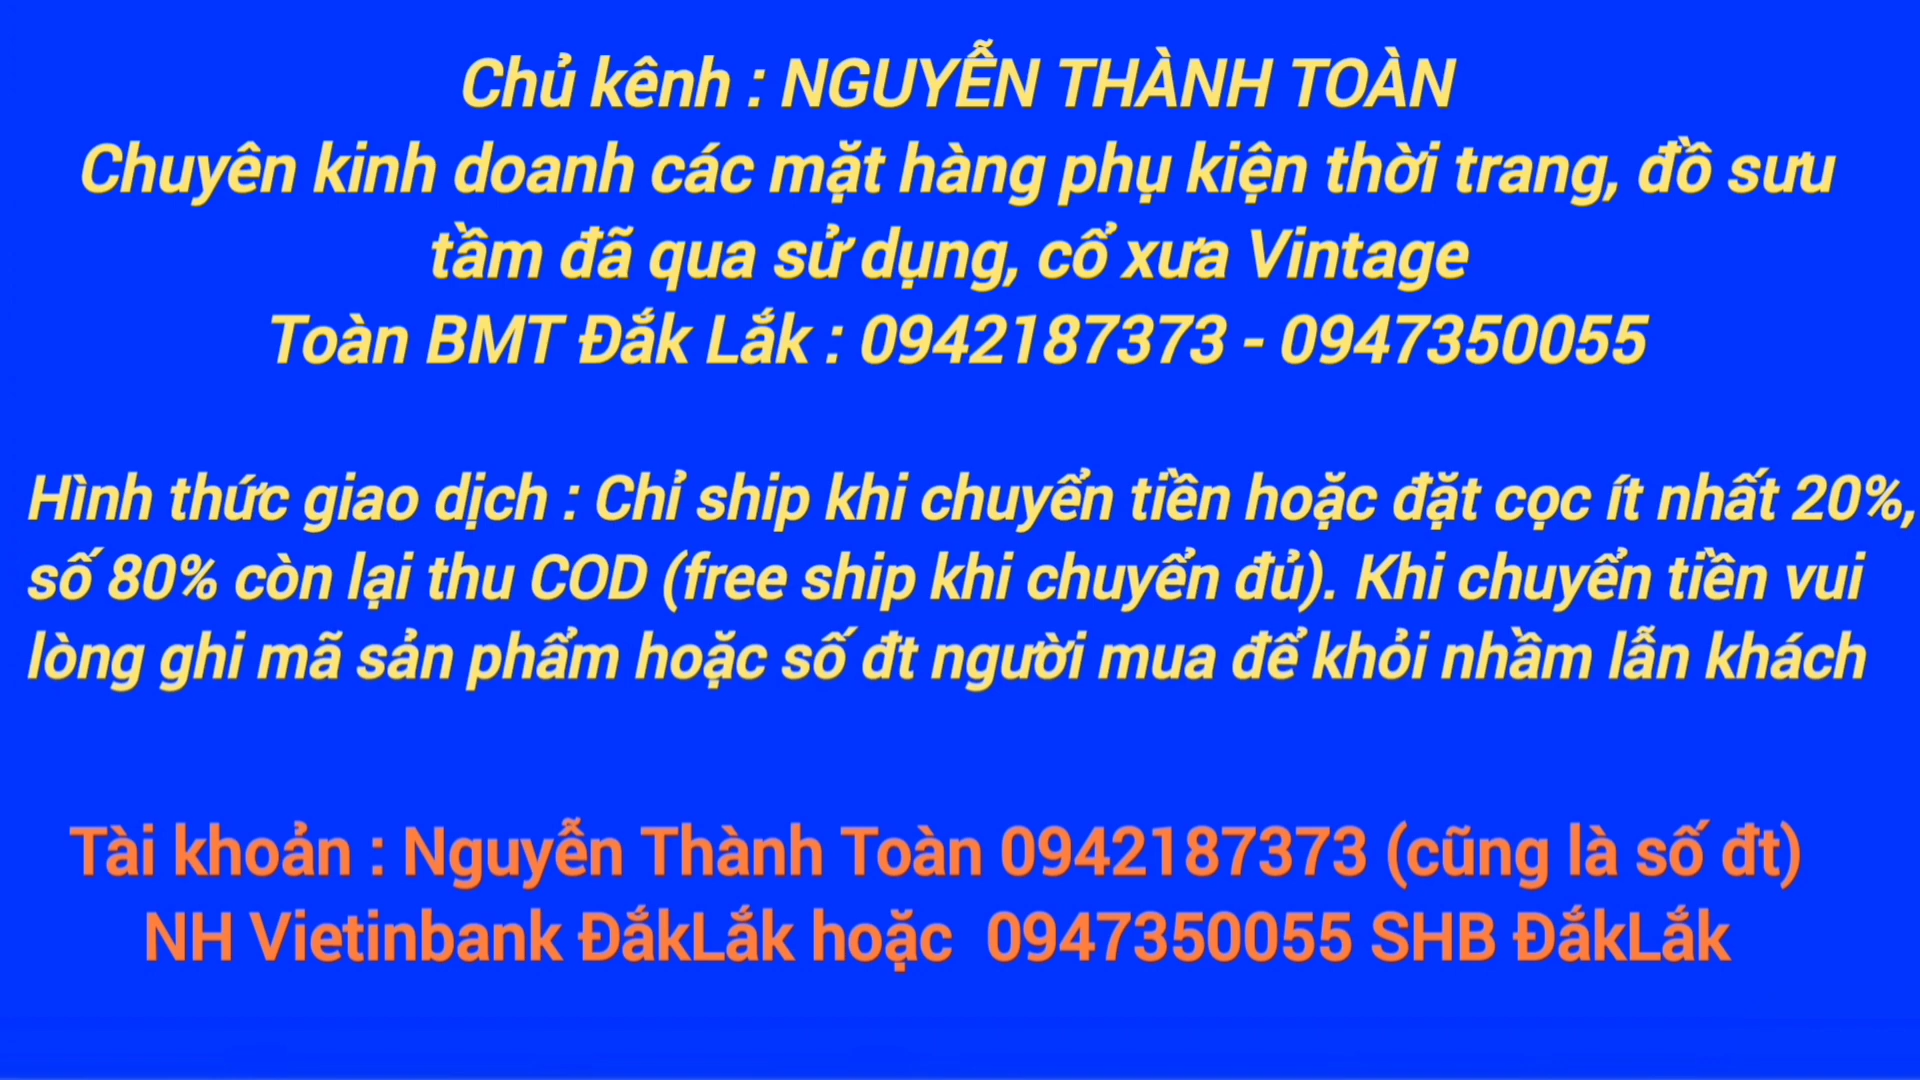 Chủ kênh : NGUYỄN THÀNH TOÀN
Chuyên kinh doanh các mặt hàng phụ kiện thời trang, đồ sưu
tầm đã qua sử dụng, cổ xưa Vintage
Toàn BMT Đắk Lắk : 0942187373 - 0947350055
Hình thức giao dịch : Chỉ ship khi chuyển tiền hoặc đặt cọc ít nhất 20%,
số 80% còn lại thu COD (free ship khi chuyển đủ). Khi chuyển tiền vui
lòng ghi mã sản phẩm hoặc số đt người mua để khỏi nhầm lẫn khách
Tài khoản : Nguyễn Thành Toàn 0942187373 (cũng là số đt)
NH Vietinbank ĐắkLắk hoặc  0947350055 SHB ĐắkLắk